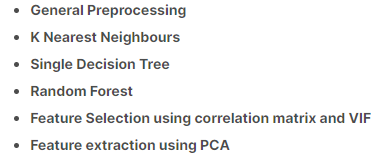 General Preprocessing
K Nearest Neighbours
Single Decision Tree
Random Forest
Feature Selection using correlation matrix and VIF
Feature extraction using PCA